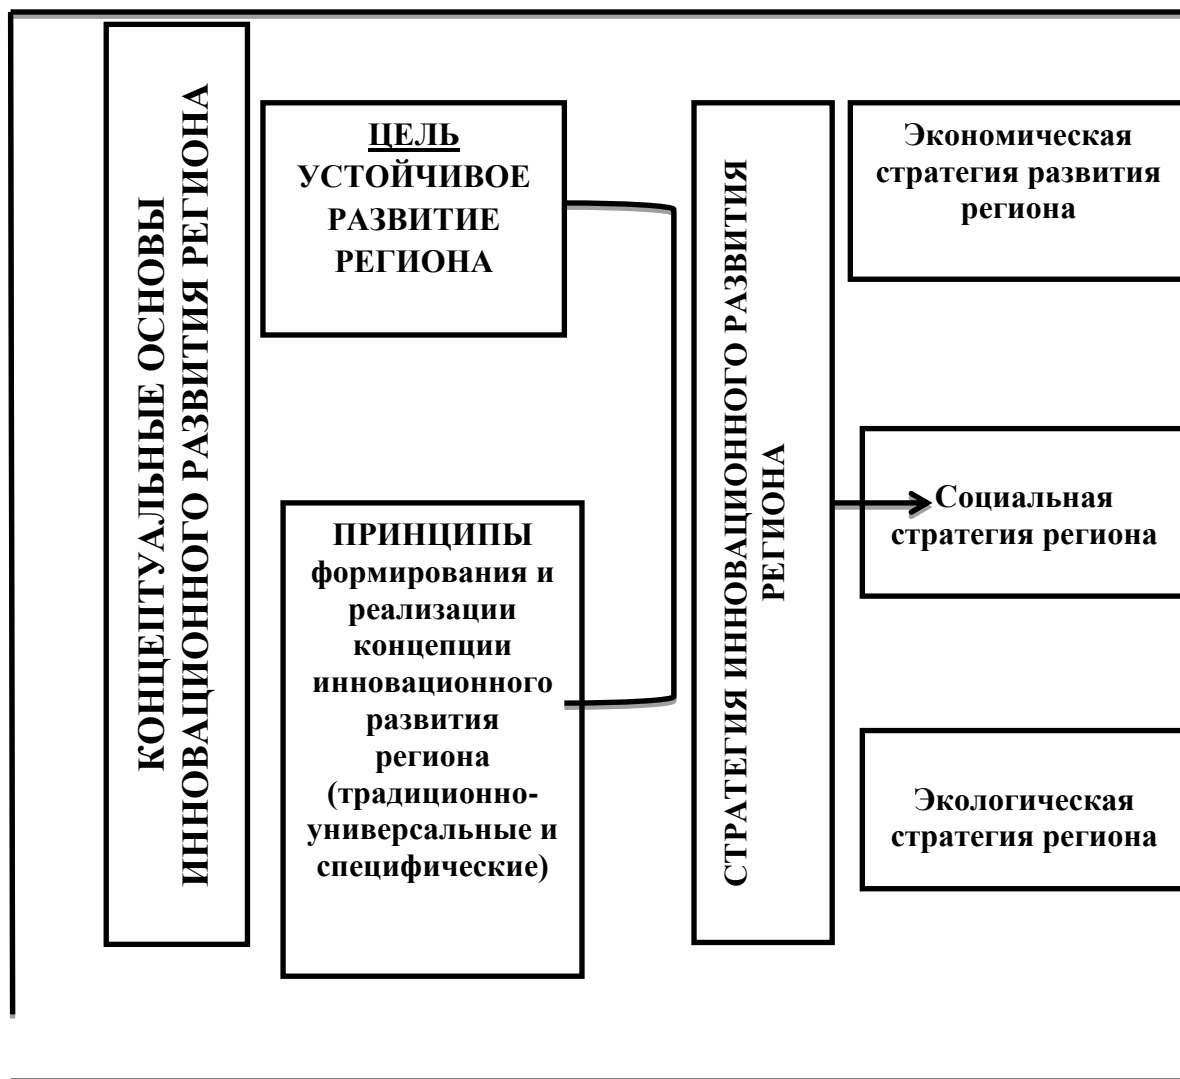 КОНЦЕПТУАЛЬНЫЕ ОСНОВЫ
ИННОВАЦИОННОГО РАЗВИТИЯ РЕГИОНА
ЦЕЛЬ
УСТОЙЧИВОЕ
РАЗВИТИЕ
РЕГИОНА
ПРИНЦИПЫ
формирования и
реализации
концепции
инновационного
развития
региона
(традиционно-
универсальные и
специфические)
СТРАТЕГИЯ ИННОВАЦИОННОГО РАЗВИТИЯ
РЕГИОНА
Экономическая
стратегия развития
региона
Социальная
стратегия региона
Экологическая
стратегия региона